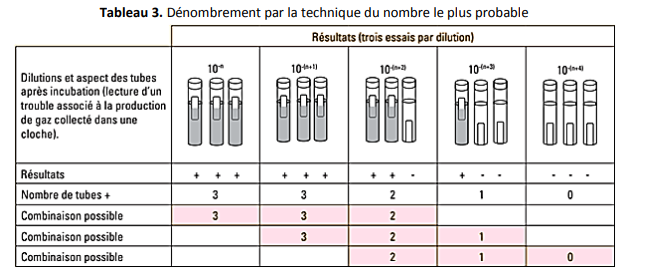 Tableau 3. Dénombrement par la technique du nombre le plus probable
Résultats (trois essais par dilution)
Dilutions et aspect des tubes
après incubation (lecture d'un
trouble associé à la production
de gaz collecté dans une
cloche).
10⁻ⁿ 10⁻⁽ⁿ⁺¹⁾ 10⁻⁽ⁿ⁺²⁾ 10⁻⁽ⁿ⁺³⁾ 10⁻⁽ⁿ⁺⁴⁾
Résultats + + + + + + + + - + - - - - -
Nombre de tubes + 3 3 2 1 0
Combinaison possible 3 3 2
Combinaison possible 3 2 1
Combinaison possible 2 1 0